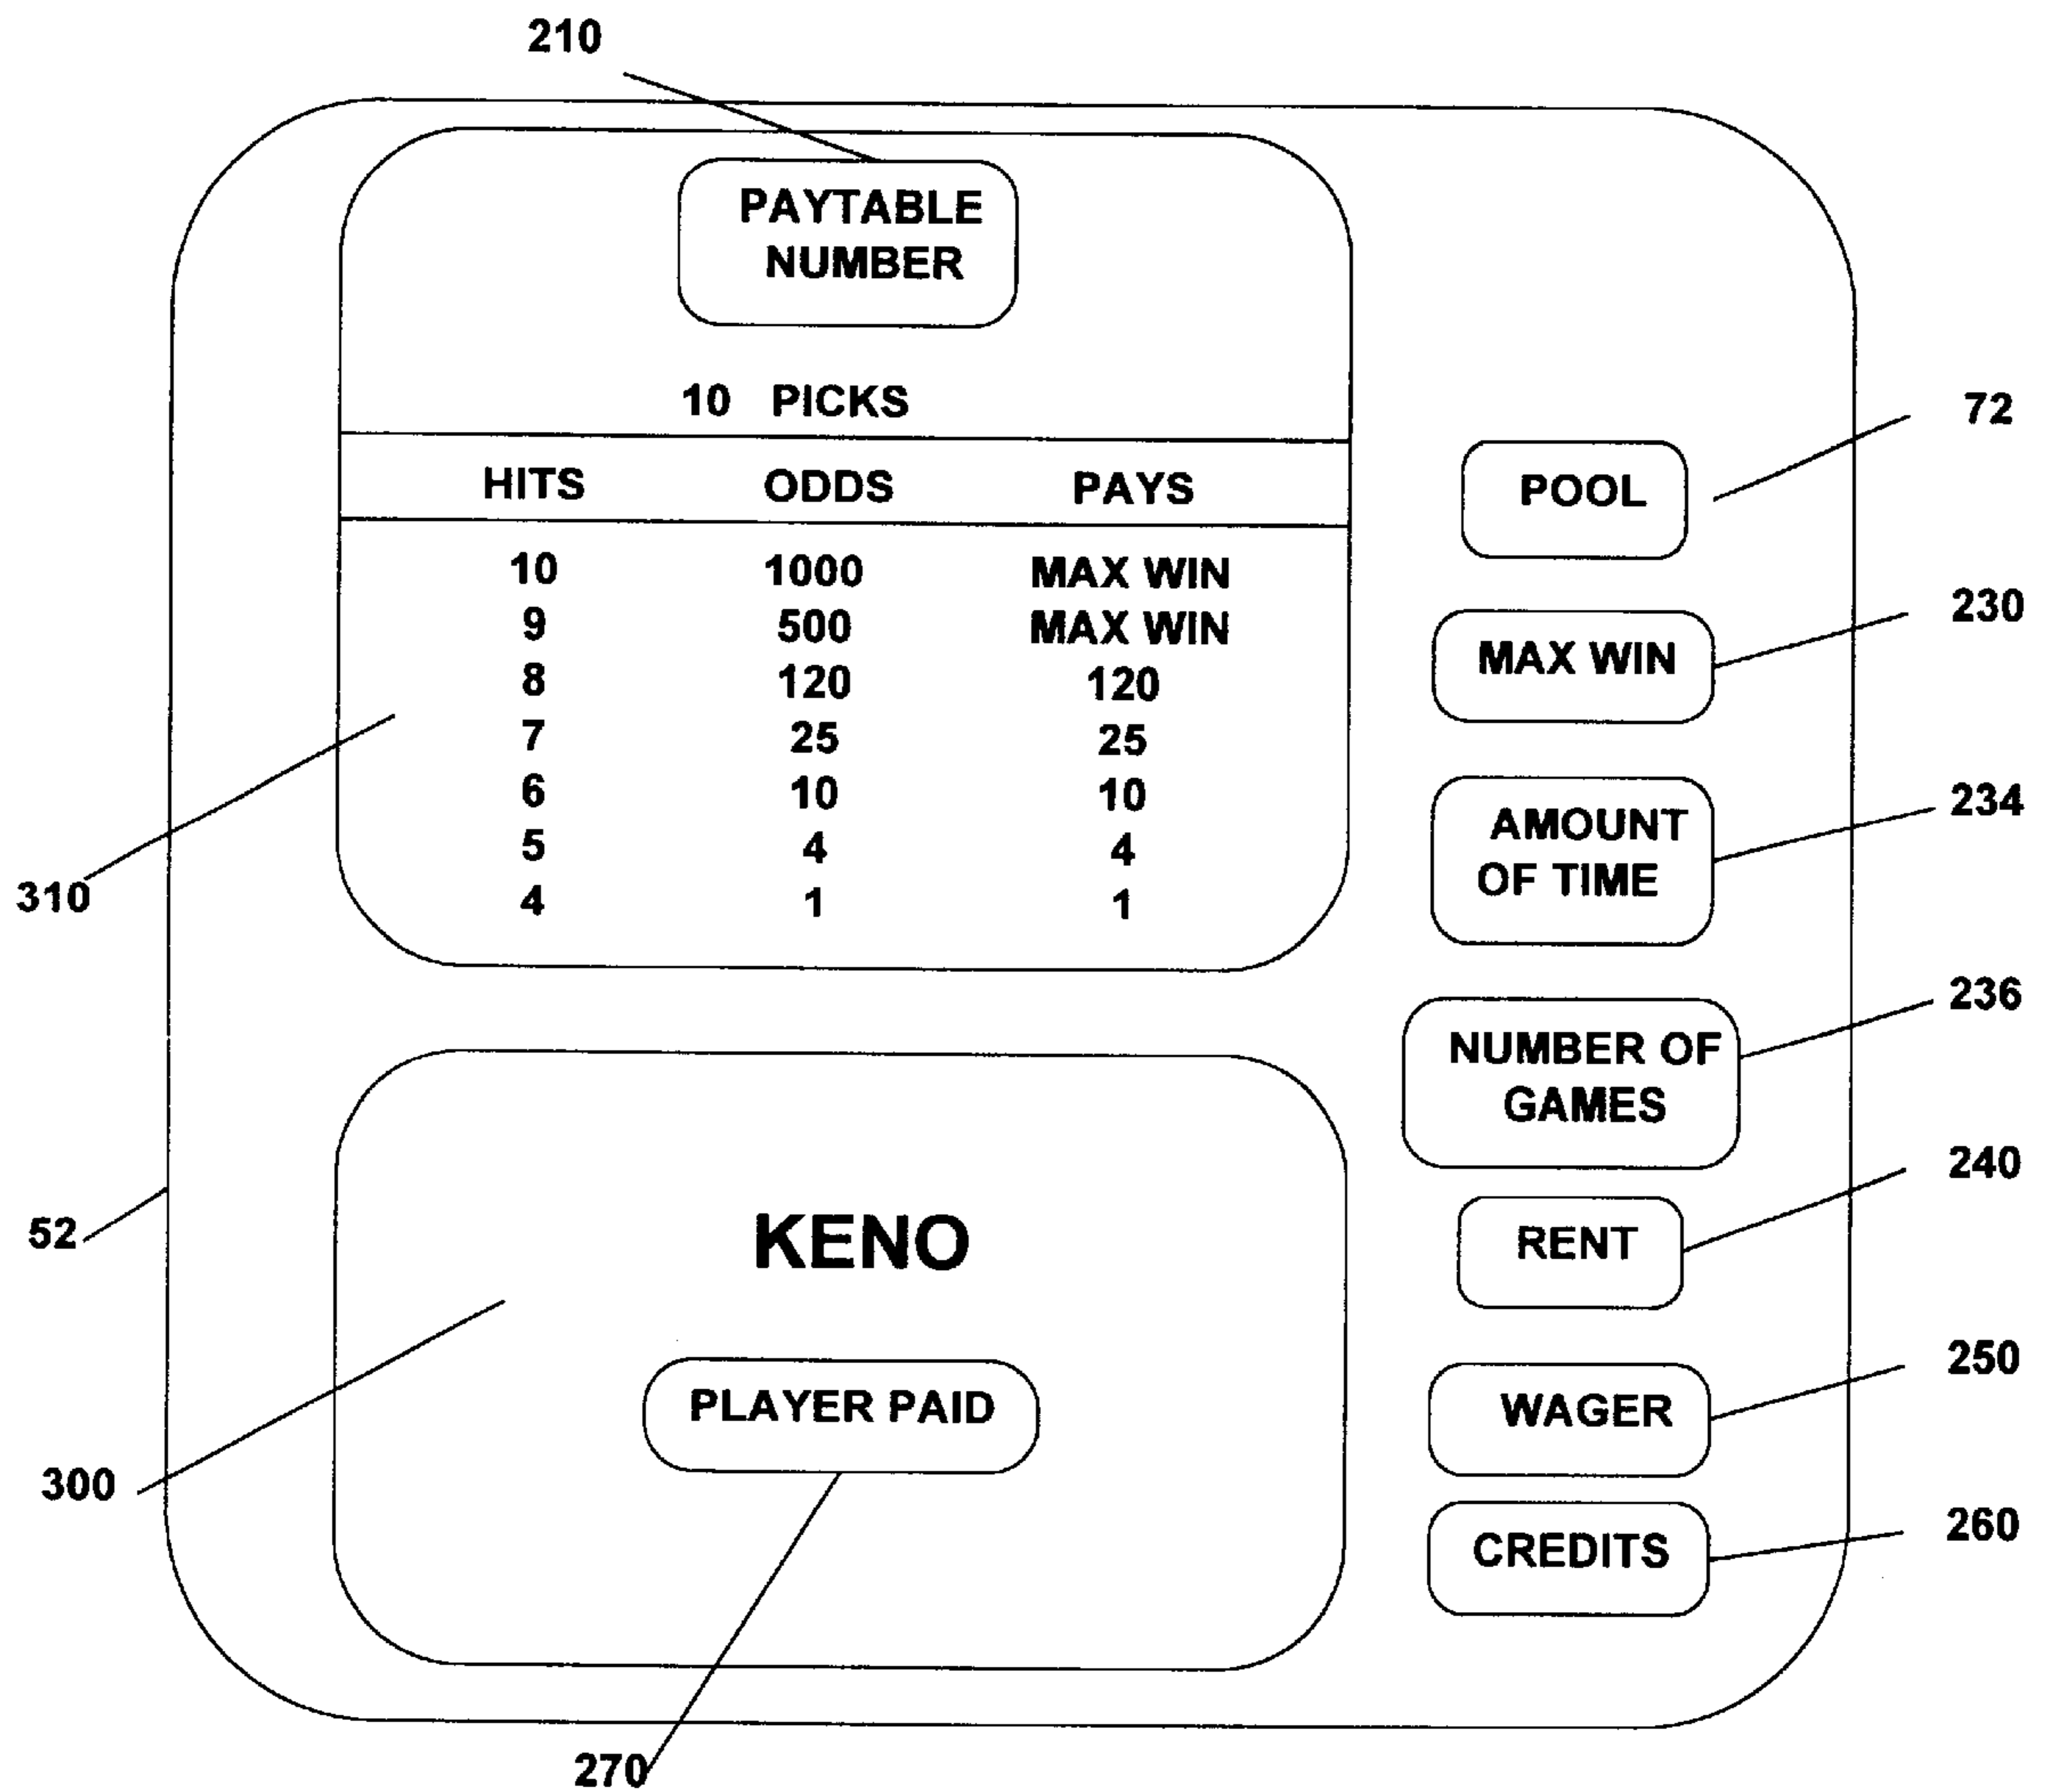 210
PAYTABLE
NUMBER
10 PICKS
HITS ODDS PAYS
10 1000 MAX WIN
9 500 MAX WIN
8 120 120
7 25 25
6 10 10
5 4 4
4 1 1
310
KENO
PLAYER PAID
52
300
270
POOL
72
MAX WIN
230
AMOUNT
OF TIME
234
NUMBER OF
GAMES
236
RENT
240
WAGER
250
CREDITS
260